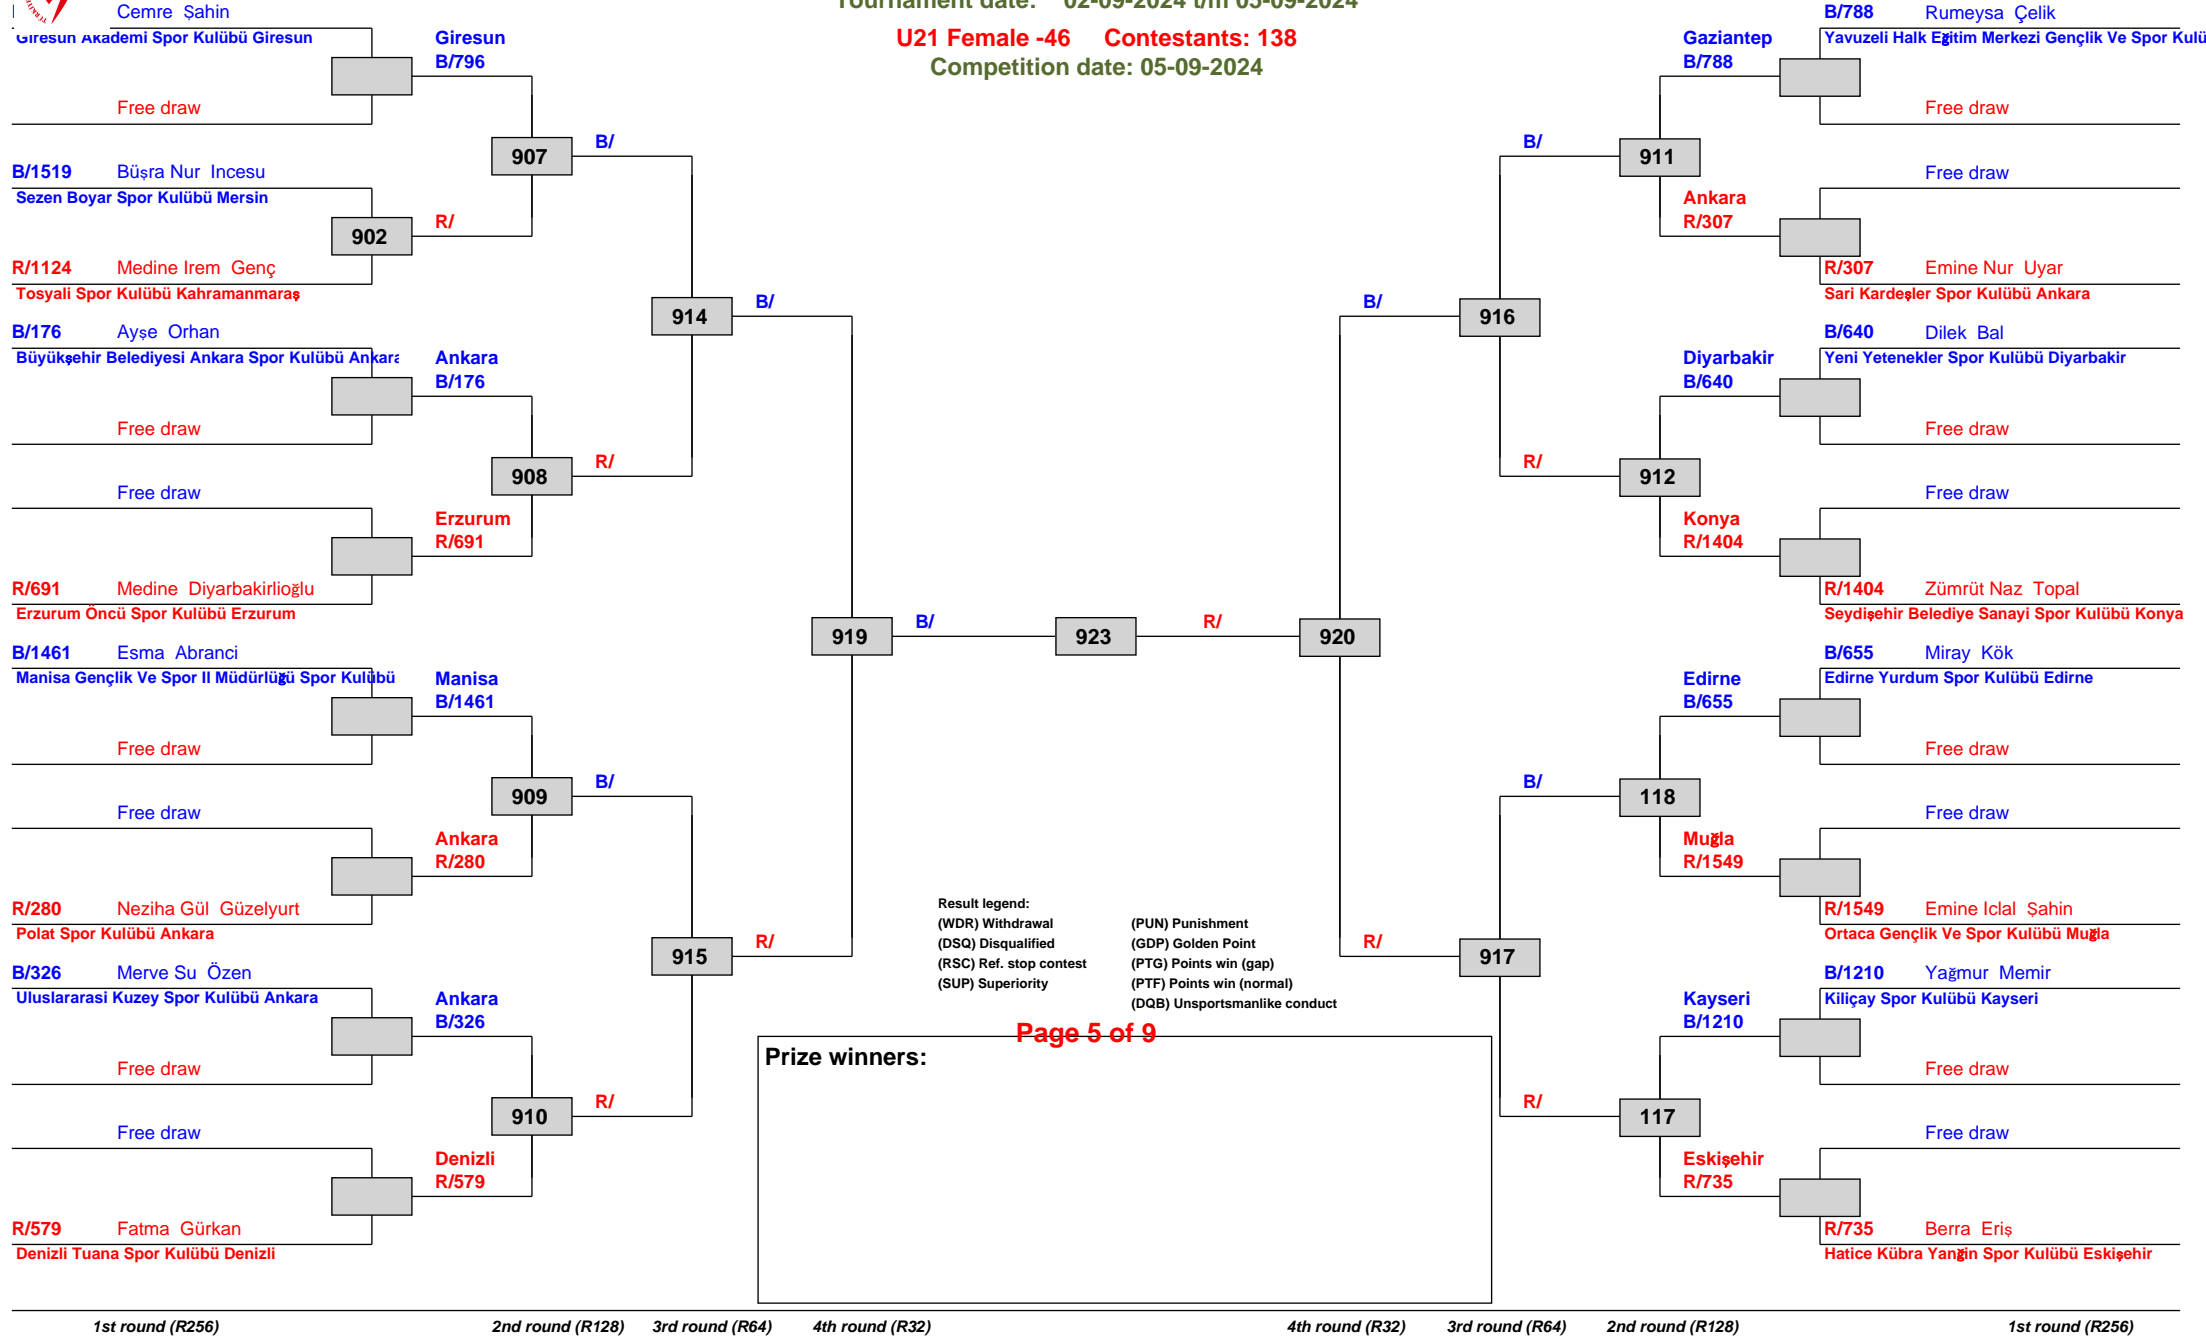 Cemre Şahin
Giresun Akademi Spor Kulübü Giresun
Free draw
B/1519 Büşra Nur Incesu
Sezen Boyar Spor Kulübü Mersin
902
R/1124 Medine Irem Genç
Tosyali Spor Kulübü Kahramanmaraş
B/176 Ayşe Orhan
Büyükşehir Belediyesi Ankara Spor Kulübü Ankara
Free draw
Free draw
R/691 Medine Diyarbakirlioğlu
Erzurum Öncü Spor Kulübü Erzurum
B/1461 Esma Abranci
Manisa Gençlik Ve Spor Il Müdürlüğü Spor Kulübü
Free draw
Free draw
R/280 Neziha Gül Güzelyurt
Polat Spor Kulübü Ankara
B/326 Merve Su Özen
Uluslararasi Kuzey Spor Kulübü Ankara
Free draw
Free draw
R/579 Fatma Gürkan
Denizli Tuana Spor Kulübü Denizli
Giresun
B/796
907
R/
Ankara
B/176
908
Erzurum
R/691
Manisa
B/1461
909
Ankara
R/280
Ankara
B/326
910
Denizli
R/579
B/
914
R/
B/
915
R/
B/
919
R/
B/
923
R/
Tournament date: 02-09-2024 t/m 05-09-2024
U21 Female -46 Contestants: 138
Competition date: 05-09-2024
Result legend:
(WDR) Withdrawal (PUN) Punishment
(DSQ) Disqualified (GDP) Golden Point
(RSC) Ref. stop contest (PTG) Points win (gap)
(SUP) Superiority (PTF) Points win (normal)
(DQB) Unsportsmanlike conduct
Page 5 of 9
Prize winners:
B/
920
R/
B/
916
R/
B/
917
R/
Gaziantep
B/788
911
Ankara
R/307
Diyarbakir
B/640
912
Konya
R/1404
Edirne
B/655
118
Muğla
R/1549
Kayseri
B/1210
117
Eskişehir
R/735
B/788 Rumeysa Çelik
Yavuzeli Halk Eğitim Merkezi Gençlik Ve Spor Kulü
Free draw
Free draw
R/307 Emine Nur Uyar
Sari Kardeşler Spor Kulübü Ankara
B/640 Dilek Bal
Yeni Yetenekler Spor Kulübü Diyarbakir
Free draw
Free draw
R/1404 Zümrüt Naz Topal
Seydişehir Belediye Sanayi Spor Kulübü Konya
B/655 Miray Kök
Edirne Yurdum Spor Kulübü Edirne
Free draw
Free draw
R/1549 Emine Iclal Şahin
Ortaca Gençlik Ve Spor Kulübü Muğla
B/1210 Yağmur Memir
Kiliçay Spor Kulübü Kayseri
Free draw
Free draw
R/735 Berra Eriş
Hatice Kübra Yangin Spor Kulübü Eskişehir
1st round (R256) 2nd round (R128) 3rd round (R64) 4th round (R32) 4th round (R32) 3rd round (R64) 2nd round (R128) 1st round (R256)